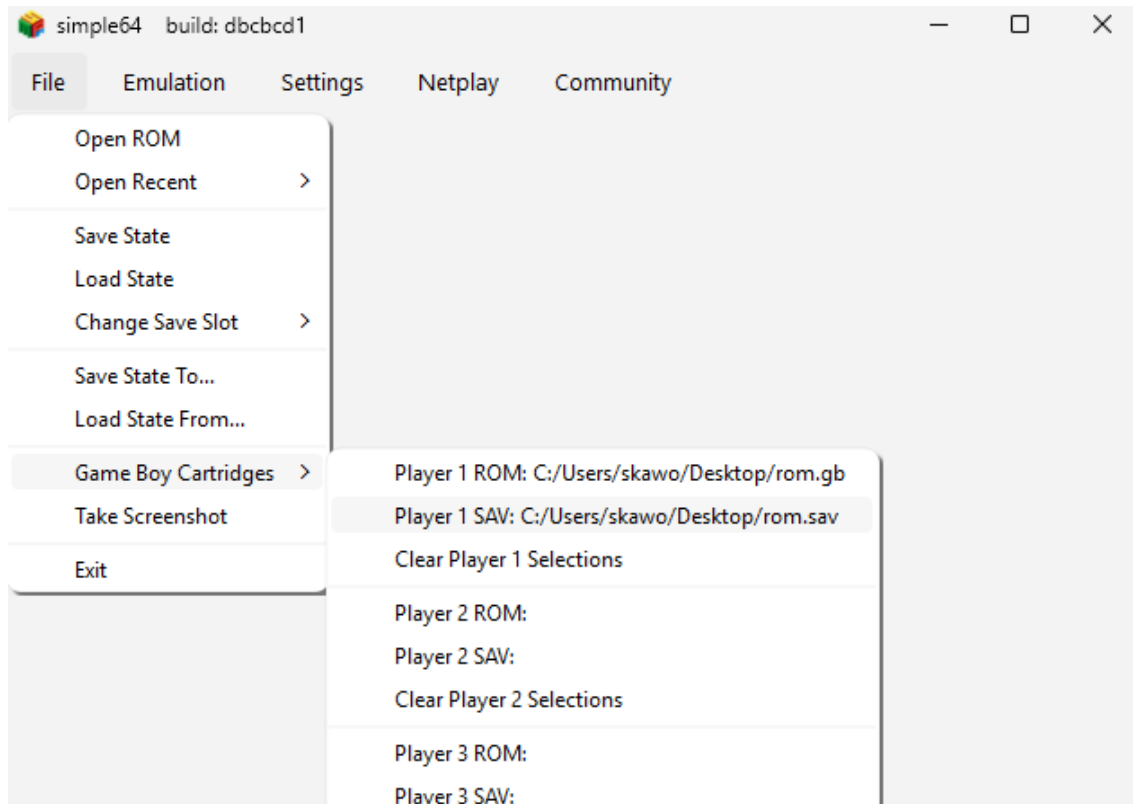 simple64 build: dbcbcd1
File Emulation Settings Netplay Community
Open ROM
Open Recent
Save State
Load State
Change Save Slot
Save State To...
Load State From...
Game Boy Cartridges
Take Screenshot
Exit
Player 1 ROM: C:/Users/skawo/Desktop/rom.gb
Player 1 SAV: C:/Users/skawo/Desktop/rom.sav
Clear Player 1 Selections
Player 2 ROM:
Player 2 SAV:
Clear Player 2 Selections
Player 3 ROM:
Player 3 SAV: